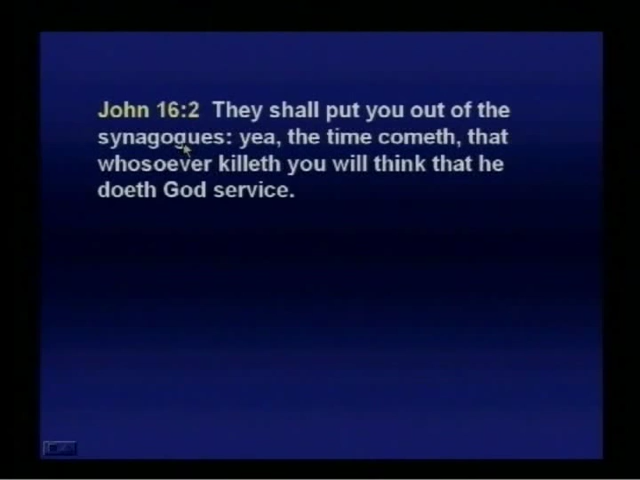 John 16:2 They shall put you out of the
synagogues: yea, the time cometh, that
whosoever killeth you will think that he
doeth God service.